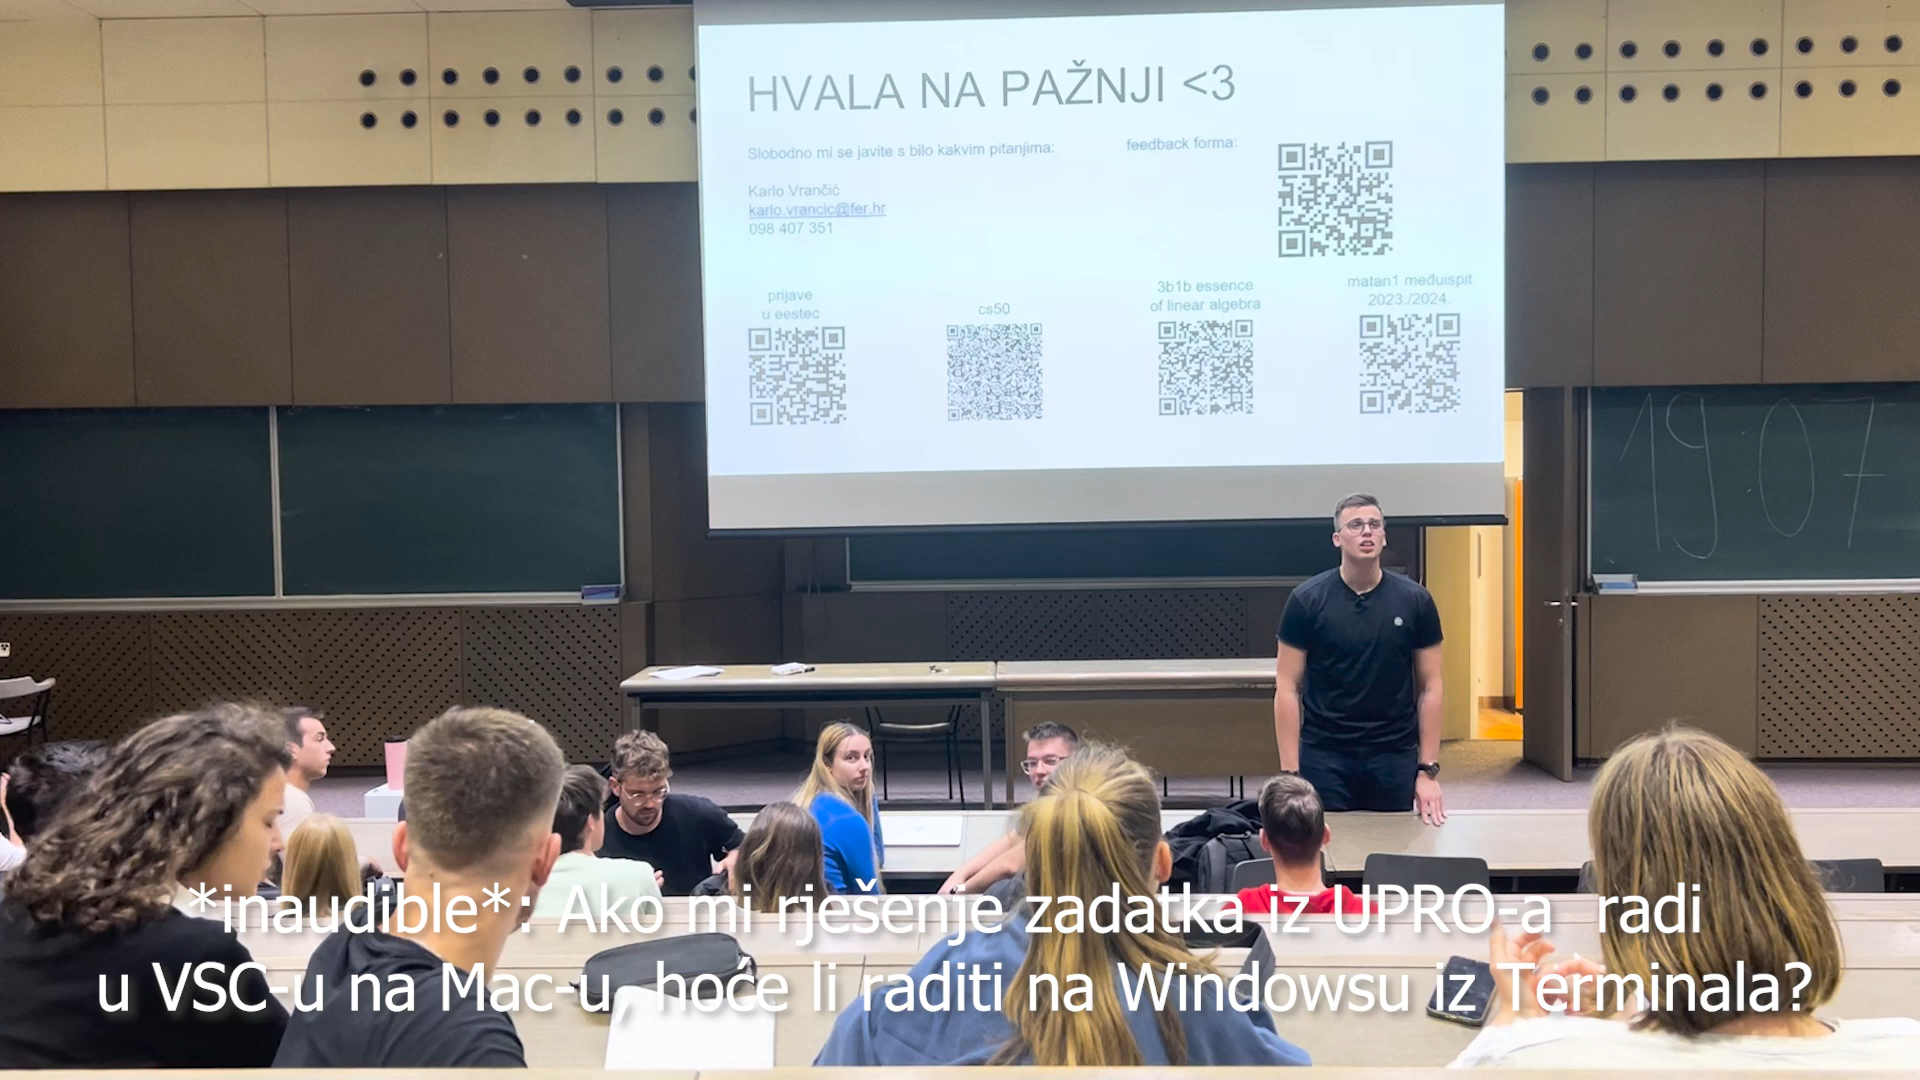 HVALA NA PAŽNJI <3
Slobodno mi se javite s bilo kakvim pitanjima:
feedback forma:
Karlo Vrančić
karlo.vrancic@fer.hr
098 407 351
prijave
u eestec
cs50
3b1b essence
of linear algebra
matan1 međuispit
2023./2024.
19:07
*inaudible*: Ako mi rješenje zadatka iz UPRO-a radi
u VSC-u na Mac-u, hoće li raditi na Windowsu iz Terminala?